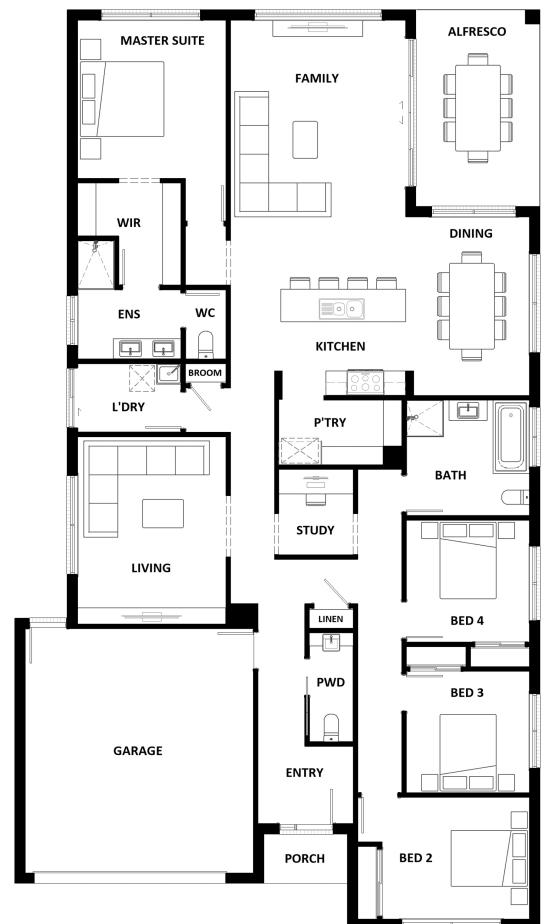 MASTER SUITE
FAMILY
ALFRESCO
WIR
DINING
ENS
WC
KITCHEN
BROOM
L'DRY
P'TRY
BATH
STUDY
LIVING
LINEN
BED 4
PWD
BED 3
GARAGE
ENTRY
PORCH
BED 2